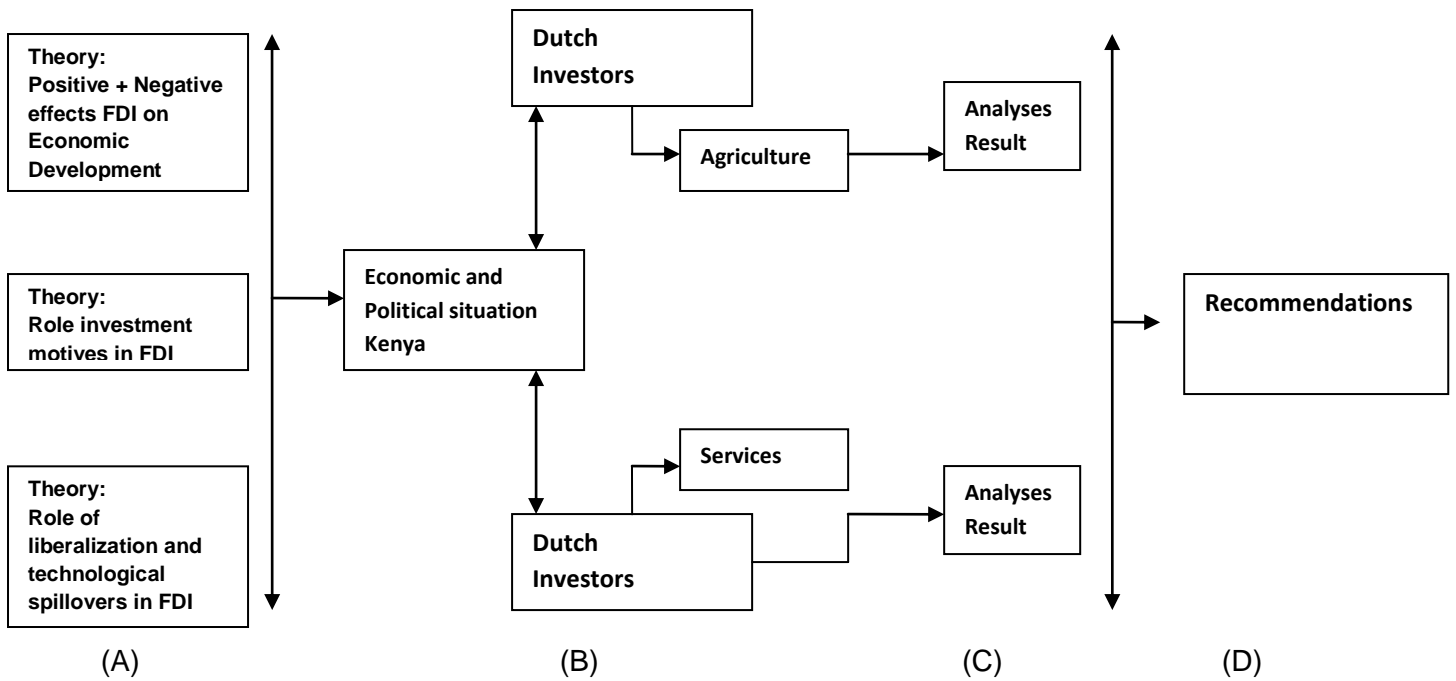 Theory:
Positive + Negative
effects FDI on
Economic
Development
Theory:
Role investment
motives in FDI
Theory:
Role of
liberalization and
technological
spillovers in FDI
Economic and
Political situation
Kenya
Dutch
Investors
Agriculture
Services
Dutch
Investors
Analyses
Result
Analyses
Result
Recommendations
(A)
(B)
(C)
(D)